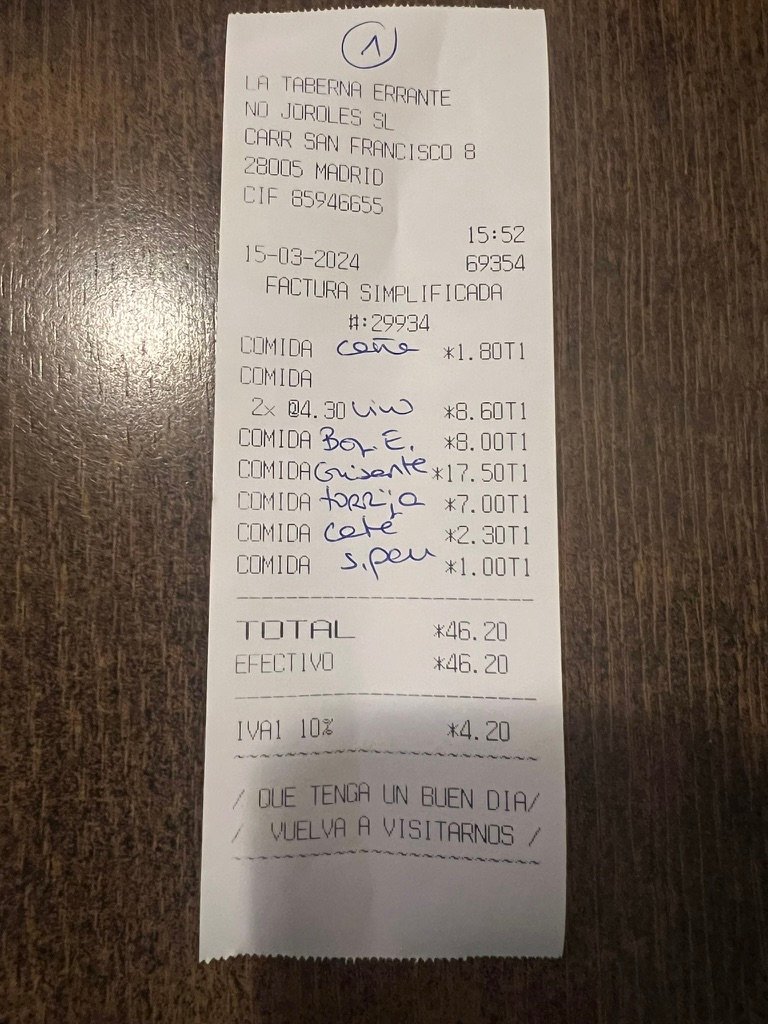 1
LA TABERNA ERRANTE
NO JOROLES SL
CARR SAN FRANCISCO 8
28005 MADRID
CIF 85946655
15:52
15-03-2024 69354
FACTURA SIMPLIFICADA
#:29934
COMIDA caña *1.80T1
COMIDA
2x @4.30 vino *8.60T1
COMIDA Boq. E. *8.00T1
COMIDA Guisante *17.50T1
COMIDA torrija *7.00T1
COMIDA café *2.30T1
COMIDA s.pan *1.00T1
TOTAL *46.20
EFECTIVO *46.20
IVA1 10% *4.20
/ QUE TENGA UN BUEN DIA/
/ VUELVA A VISITARNOS /